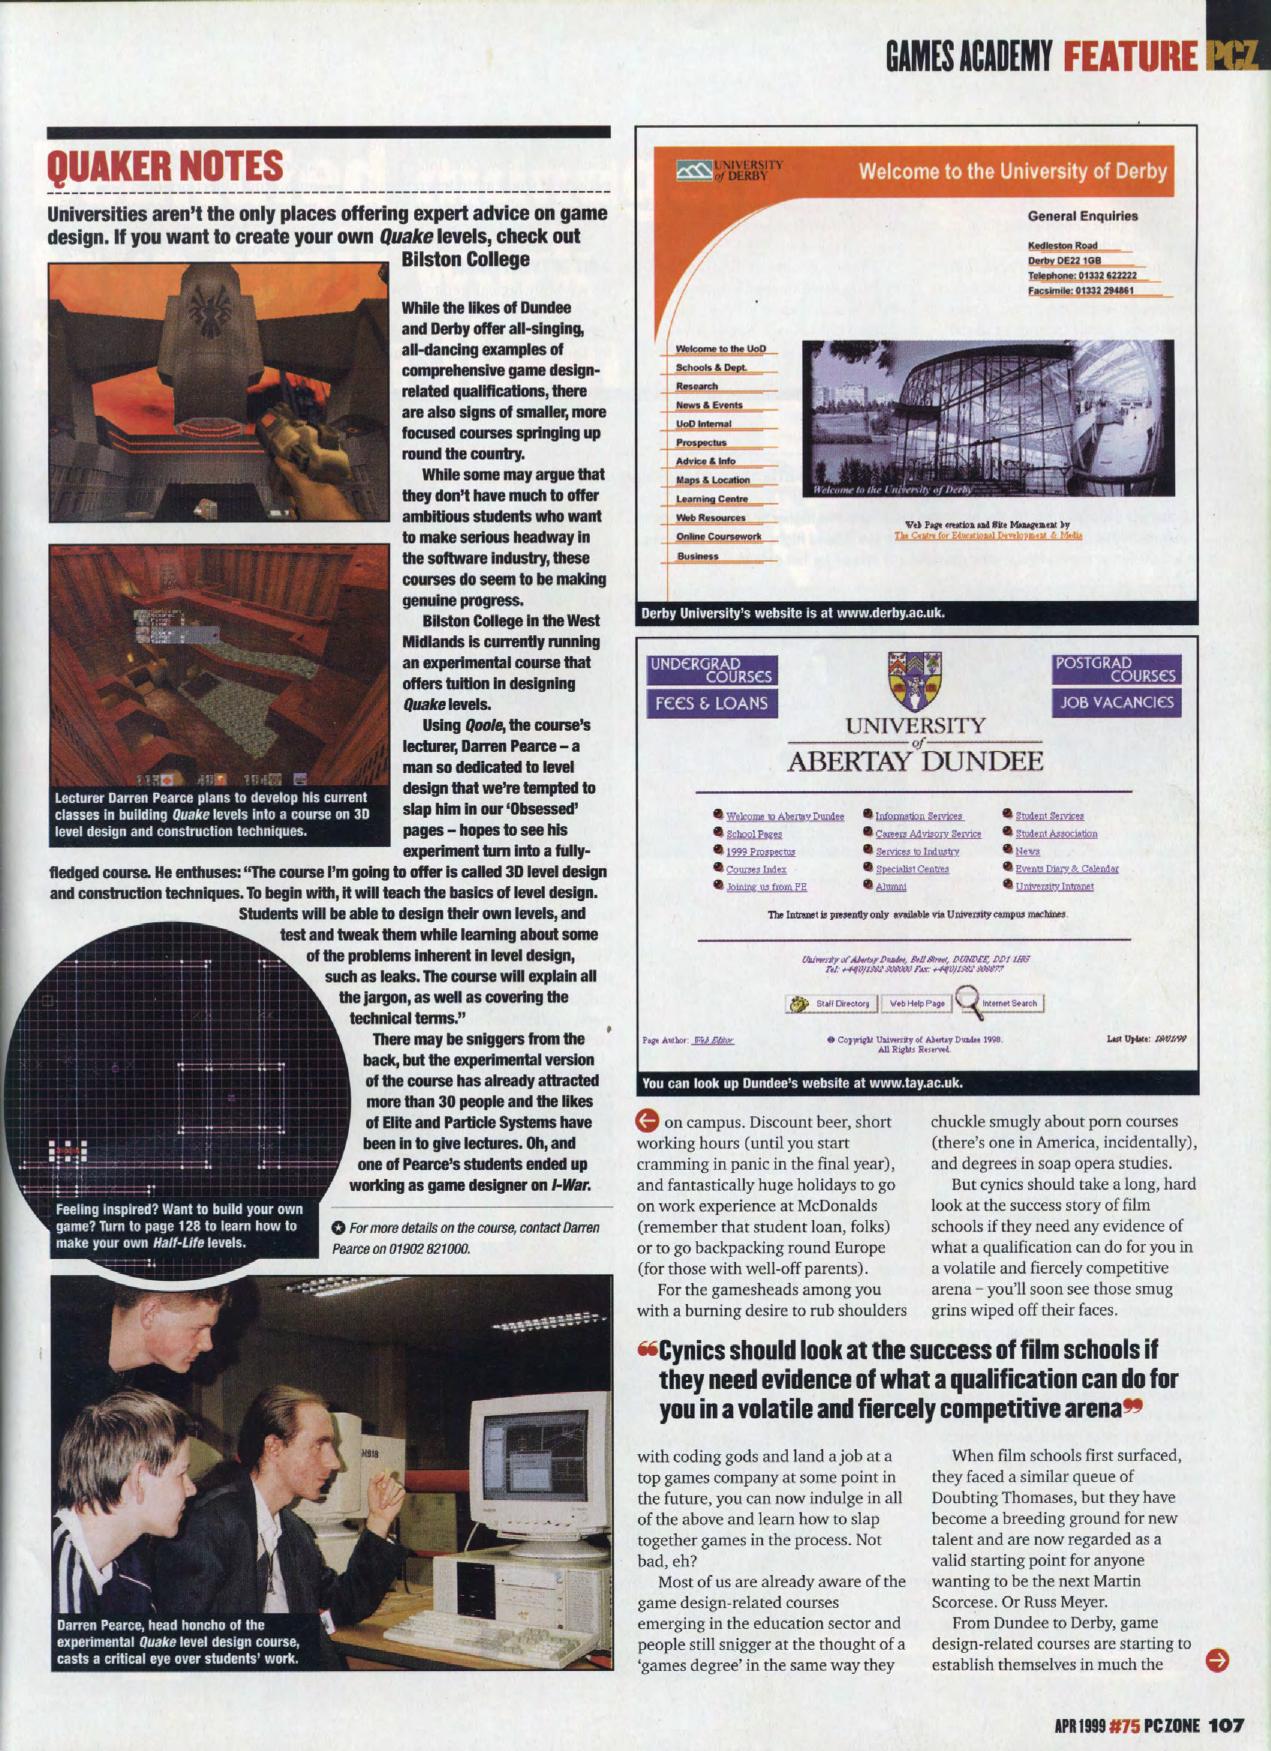 GAMES ACADEMY FEATURE PCZ
QUAKER NOTES
Universities aren't the only places offering expert advice on game
design. If you want to create your own Quake levels, check out
Bilston College
While the likes of Dundee
and Derby offer all-singing,
all-dancing examples of
comprehensive game design-
related qualifications, there
are also signs of smaller, more
focused courses springing up
round the country.
While some may argue that
they don't have much to offer
ambitious students who want
to make serious headway in
the software industry, these
courses do seem to be making
genuine progress.
Bilston College in the West
Midlands is currently running
an experimental course that
offers tuition in designing
Quake levels.
Using Qoole, the course's
lecturer, Darren Pearce – a
man so dedicated to level
design that we're tempted to
slap him in our 'Obsessed'
pages – hopes to see his
experiment turn into a fully-
fledged course. He enthuses: "The course I'm going to offer is called 3D level design
and construction techniques. To begin with, it will teach the basics of level design.
Students will be able to design their own levels, and
test and tweak them while learning about some
of the problems inherent in level design,
such as leaks. The course will explain all
the jargon, as well as covering the
technical terms."
There may be sniggers from the
back, but the experimental version
of the course has already attracted
more than 30 people and the likes
of Elite and Particle Systems have
been in to give lectures. Oh, and
one of Pearce's students ended up
working as game designer on I-War.
For more details on the course, contact Darren
Pearce on 01902 821000.
Lecturer Darren Pearce plans to develop his current
classes in building Quake levels into a course on 3D
level design and construction techniques.
Feeling inspired? Want to build your own
game? Turn to page 128 to learn how to
make your own Half-Life levels.
Darren Pearce, head honcho of the
experimental Quake level design course,
casts a critical eye over students' work.
UNIVERSITY
of DERBY
Welcome to the University of Derby
General Enquiries
Kedleston Road
Derby DE22 1GB
Telephone: 01332 622222
Facsimile: 01332 294861
Welcome to the UoD
Schools & Dept.
Research
News & Events
UoD Internal
Prospectus
Advice & Info
Maps & Location
Learning Centre
Web Resources
Online Coursework
Business
Welcome to the University of Derby
Web Page creation and Site Management by
The Centre for Educational Development & Media
Derby University's website is at www.derby.ac.uk.
UNDERGRAD
COURSES
FEES & LOANS
POSTGRAD
COURSES
JOB VACANCIES
UNIVERSITY
of
ABERTAY DUNDEE
Welcome to Abertay Dundee
School Pages
1999 Prospectus
Courses Index
Joining us from FE
Information Services
Careers Advisory Service
Services to Industry
Specialist Centres
Alumni
Student Services
Student Association
News
Events Diary & Calendar
University Intranet
The Intranet is presently only available via University campus machines.
University of Abertay Dundee, Bell Street, DUNDEE, DD1 1HG
Tel: +44(0)1382 308000 Fax: +44(0)1382 308877
Staff Directory
Web Help Page
Internet Search
Page Author: Web Editor
© Copyright University of Abertay Dundee 1998.
All Rights Reserved.
Last Update:
You can look up Dundee's website at www.tay.ac.uk.
on campus. Discount beer, short
working hours (until you start
cramming in panic in the final year),
and fantastically huge holidays to go
on work experience at McDonalds
(remember that student loan, folks)
or to go backpacking round Europe
(for those with well-off parents).
For the gamesheads among you
with a burning desire to rub shoulders
chuckle smugly about porn courses
(there's one in America, incidentally),
and degrees in soap opera studies.
But cynics should take a long, hard
look at the success story of film
schools if they need any evidence of
what a qualification can do for you in
a volatile and fiercely competitive
arena – you'll soon see those smug
grins wiped off their faces.
“Cynics should look at the success of film schools if
they need evidence of what a qualification can do for
you in a volatile and fiercely competitive arena”
with coding gods and land a job at a
top games company at some point in
the future, you can now indulge in all
of the above and learn how to slap
together games in the process. Not
bad, eh?
Most of us are already aware of the
game design-related courses
emerging in the education sector and
people still snigger at the thought of a
'games degree' in the same way they
When film schools first surfaced,
they faced a similar queue of
Doubting Thomases, but they have
become a breeding ground for new
talent and are now regarded as a
valid starting point for anyone
wanting to be the next Martin
Scorcese. Or Russ Meyer.
From Dundee to Derby, game
design-related courses are starting to
establish themselves in much the
APR 1999 #75 PC ZONE 107